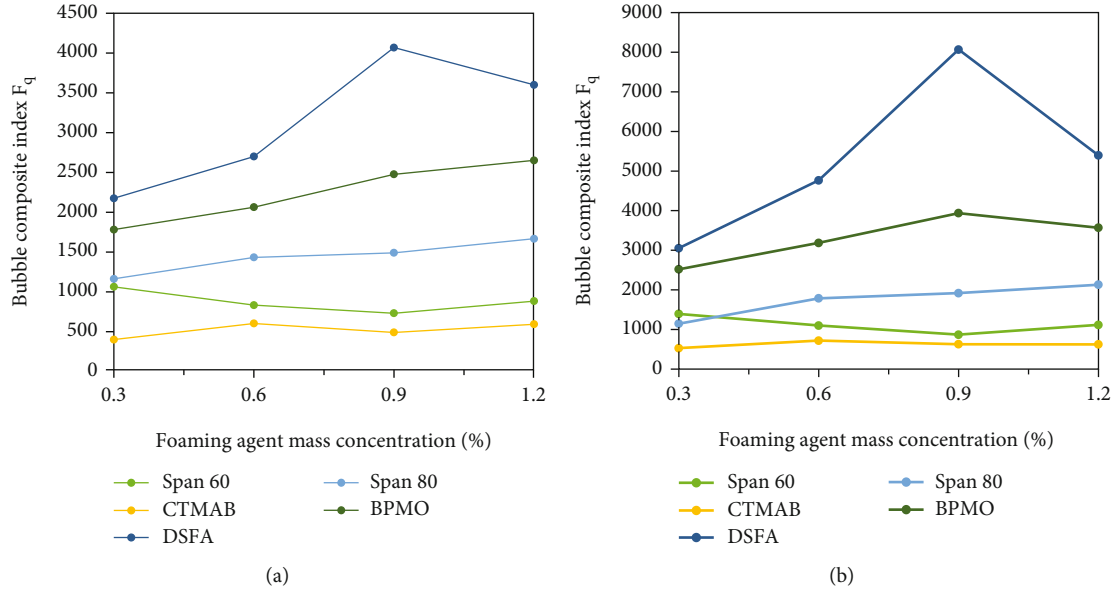 4500
4000
3500
3000
2500
2000
1500
1000
500
0
Bubble composite index Fq
0.3 0.6 0.9 1.2
Foaming agent mass concentration (%)
Span 60 Span 80
CTMAB BPMO
DSFA
(a)
9000
8000
7000
6000
5000
4000
3000
2000
1000
0
Bubble composite index Fq
0.3 0.6 0.9 1.2
Foaming agent mass concentration (%)
Span 60 Span 80
CTMAB BPMO
DSFA
(b)